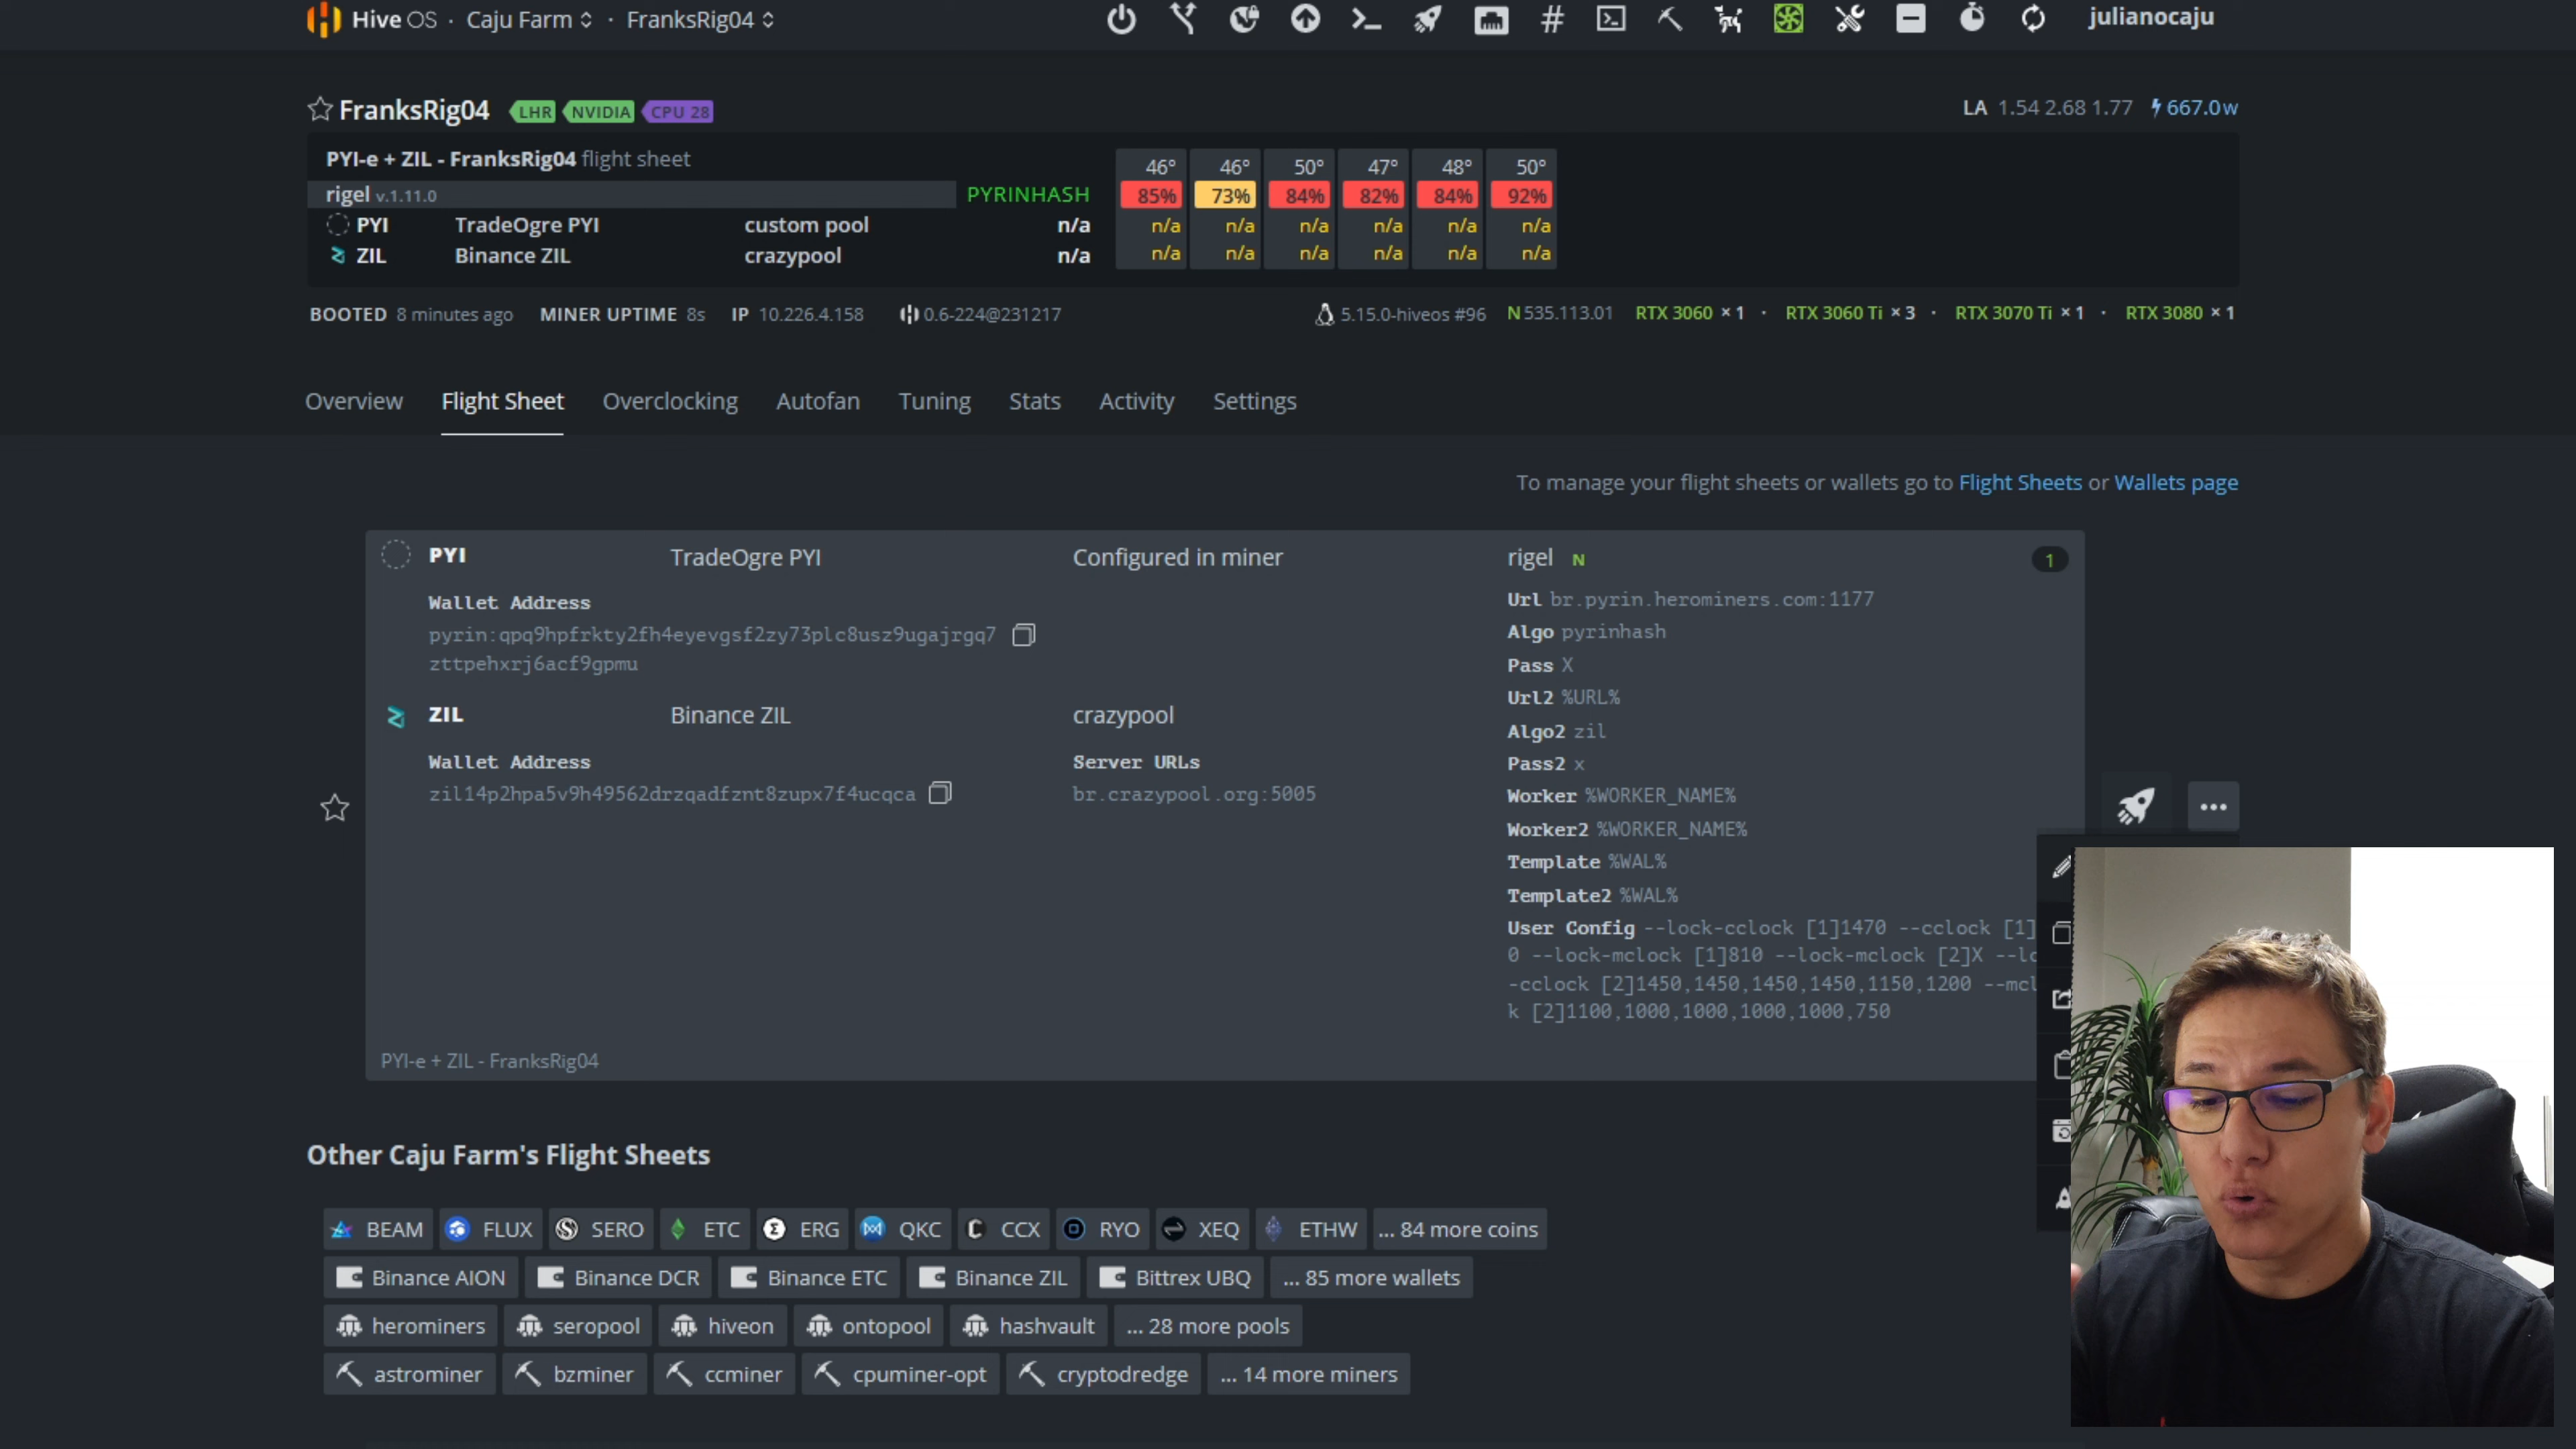 Hive OS · Caju Farm · FranksRig04
julianocaju
FranksRig04 LHR NVIDIA CPU 28
LA 1.54 2.68 1.77 667.0 w
PYI-e + ZIL - FranksRig04 flight sheet
46° 46° 50° 47° 48° 50°
rigel v.1.11.0 PYRINHASH 85% 73% 84% 82% 84% 92%
PYI TradeOgre PYI custom pool n/a n/a n/a n/a n/a n/a n/a
ZIL Binance ZIL crazypool n/a n/a n/a n/a n/a n/a n/a
BOOTED 8 minutes ago MINER UPTIME 8s IP 10.226.4.158 0.6-224@231217 5.15.0-hiveos #96 N 535.113.01 RTX 3060 × 1 · RTX 3060 Ti × 3 · RTX 3070 Ti × 1 · RTX 3080 × 1
Overview Flight Sheet Overclocking Autofan Tuning Stats Activity Settings
To manage your flight sheets or wallets go to Flight Sheets or Wallets page
PYI TradeOgre PYI Configured in miner rigel N 1
Wallet Address
pyrin:qpq9hpfrkty2fh4eyevgsf2zy73plc8usz9ugajrgq7
zttpehxrj6acf9gpmu
Url br.pyrin.herominers.com:1177
Algo pyrinhash
Pass X
Url2 %URL%
Algo2 zil
Pass2 x
Worker %WORKER_NAME%
Worker2 %WORKER_NAME%
Template %WAL%
Template2 %WAL%
User Config --lock-cclock [1]1470 --cclock [1]
0 --lock-mclock [1]810 --lock-mclock [2]X --lo
-cclock [2]1450,1450,1450,1450,1150,1200 --mcl
k [2]1100,1000,1000,1000,1000,750
ZIL Binance ZIL crazypool
Wallet Address Server URLs
zil14p2hpa5v9h49562drzqadfznt8zupx7f4ucqca br.crazypool.org:5005
PYI-e + ZIL - FranksRig04
Other Caju Farm's Flight Sheets
BEAM FLUX SERO ETC ERG QKC CCX RYO XEQ ETHW ... 84 more coins
Binance AION Binance DCR Binance ETC Binance ZIL Bittrex UBQ ... 85 more wallets
herominers seropool hiveon ontopool hashvault ... 28 more pools
astrominer bzminer ccminer cpuminer-opt cryptodredge ... 14 more miners